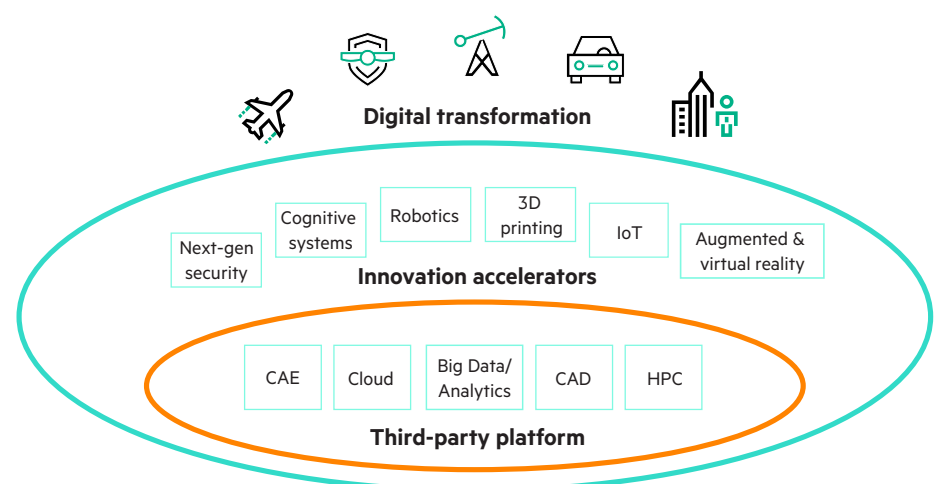 Digital transformation
Next-gen
security
Cognitive
systems
Robotics
3D
printing
IoT
Augmented &
virtual reality
Innovation accelerators
CAE
Cloud
Big Data/
Analytics
CAD
HPC
Third-party platform